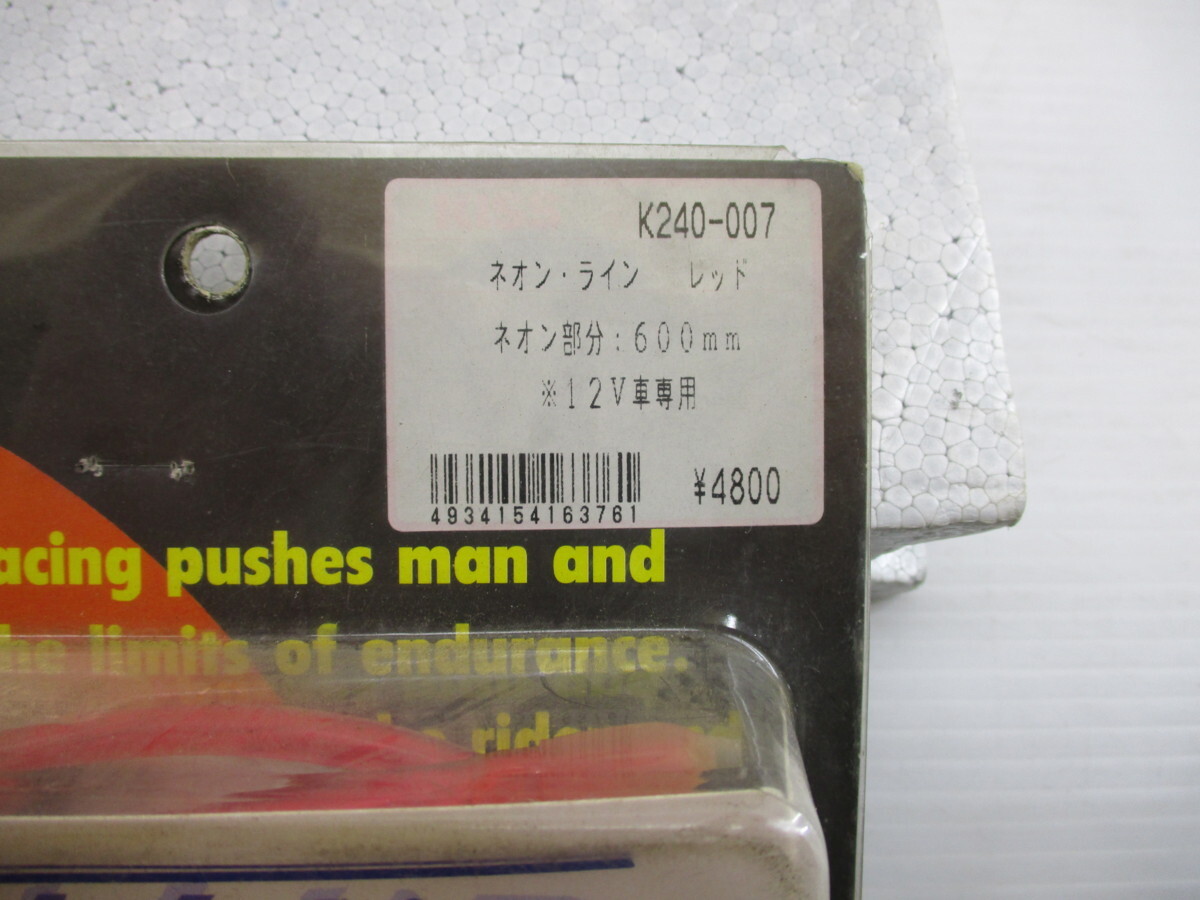 K240-007
ネオン・ライン レッド
ネオン部分：600mm
※12V車専用
¥4800
4934154163761
acing pushes man and
he limits of endurance.